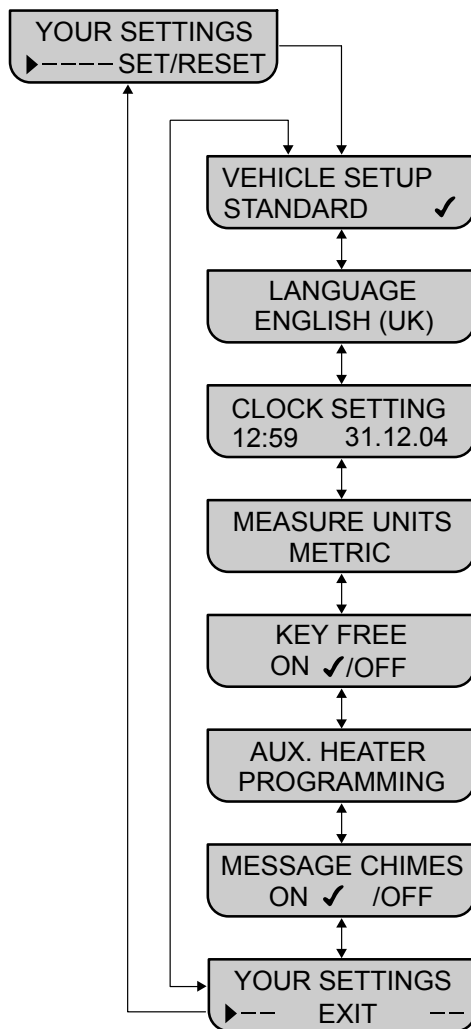 YOUR SETTINGS
▶---- SET/RESET
VEHICLE SETUP
STANDARD ✓
LANGUAGE
ENGLISH (UK)
CLOCK SETTING
12:59 31.12.04
MEASURE UNITS
METRIC
KEY FREE
ON ✓/OFF
AUX. HEATER
PROGRAMMING
MESSAGE CHIMES
ON ✓ /OFF
YOUR SETTINGS
▶-- EXIT --